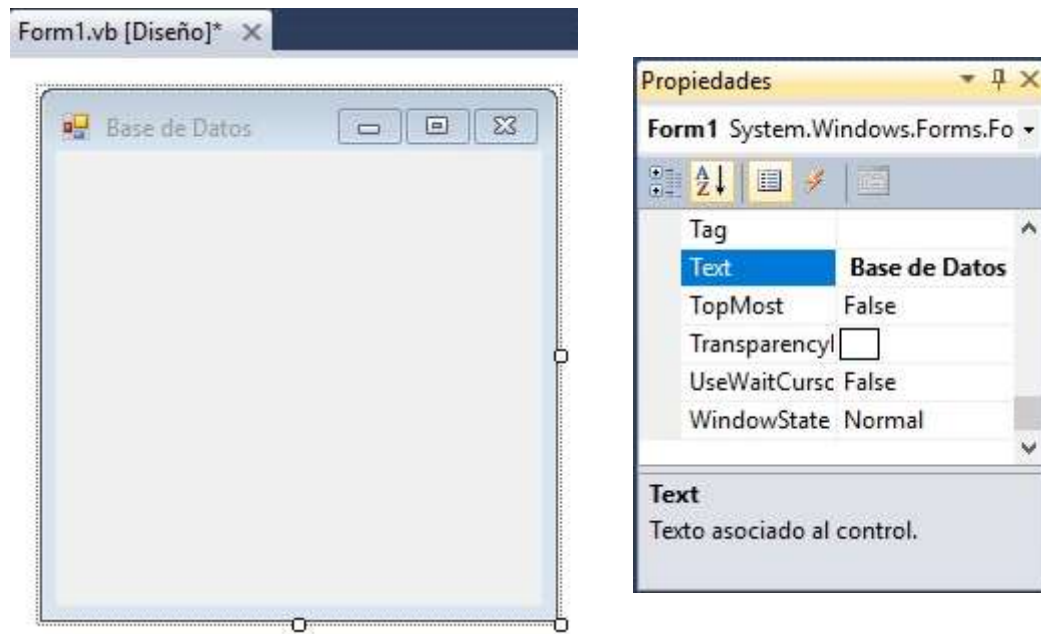 Form1.vb [Diseño]*
Base de Datos
Propiedades
Form1 System.Windows.Forms.Fo
Tag
Text Base de Datos
TopMost False
Transparencyl
UseWaitCursc False
WindowState Normal
Text
Texto asociado al control.